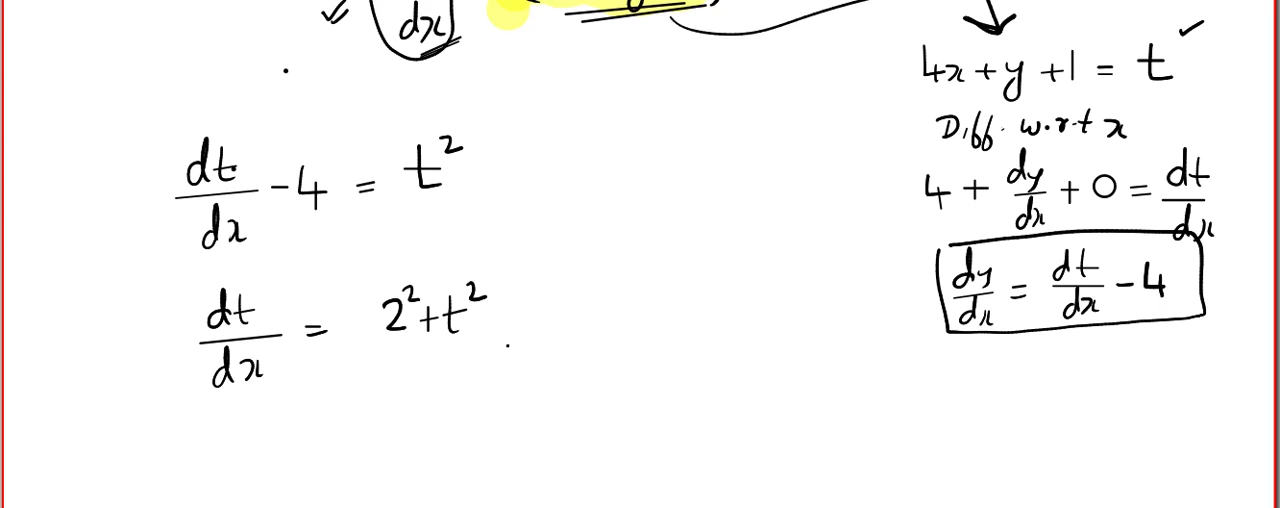 dx
4x + y + 1 = t
Diff. w.r.t x
dt/dx - 4 = t²
4 + dy/dx + 0 = dt/dx
dy/dx = dt/dx - 4
dt/dx = 2² + t²